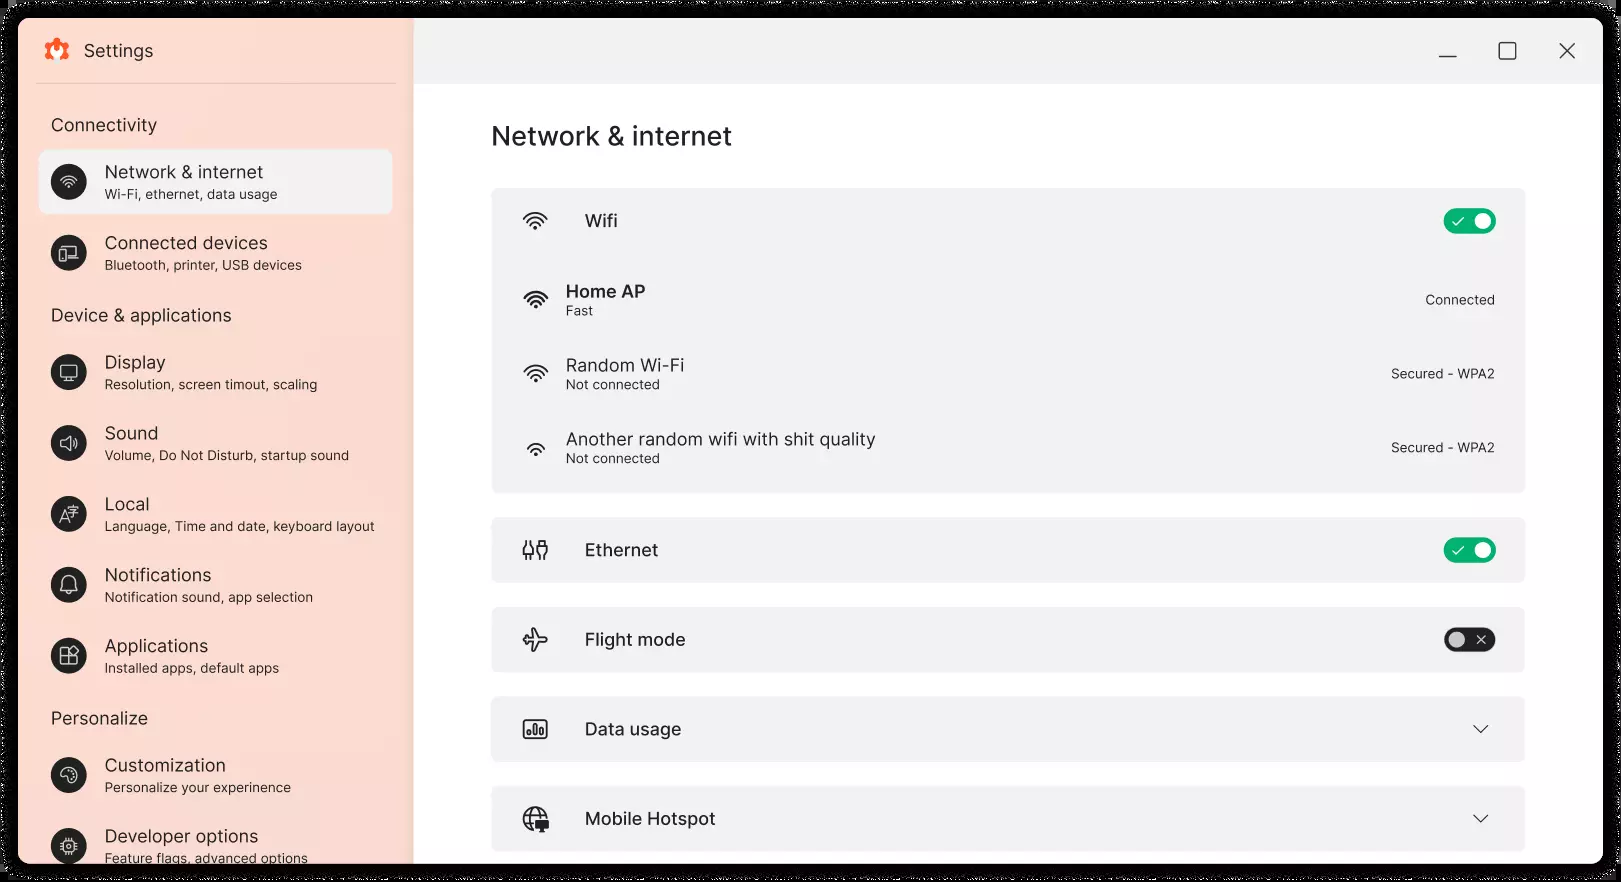 Settings
Connectivity
Network & internet
Wi-Fi, ethernet, data usage
Connected devices
Bluetooth, printer, USB devices
Device & applications
Display
Resolution, screen timout, scaling
Sound
Volume, Do Not Disturb, startup sound
Local
Language, Time and date, keyboard layout
Notifications
Notification sound, app selection
Applications
Installed apps, default apps
Personalize
Customization
Personalize your experinence
Developer options
Feature flags, advanced options
Network & internet
Wifi
Home AP
Fast
Connected
Random Wi-Fi
Not connected
Secured - WPA2
Another random wifi with shit quality
Not connected
Secured - WPA2
Ethernet
Flight mode
Data usage
Mobile Hotspot